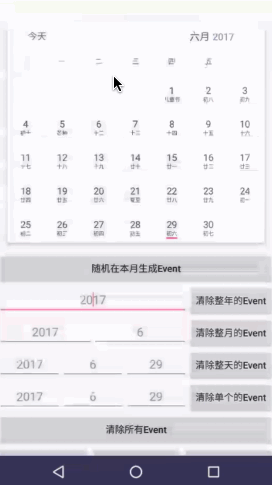 今天 六月 2017
一 二 三 四 五
1 2 3
儿童节 初八 初九
4 5 6 7 8 9 10
初十 芒种 十二 十三 十四 十五 十六
11 12 13 14 15 16 17
十七 十八 十九 二十 廿一 廿二 廿三
18 19 20 21 22 23 24
廿四 廿五 廿六 夏至 廿八 廿九 初一
25 26 27 28 29 30
初二 初三 初四 初五 初六 初七
随机在本月生成Event
2017 清除整年的Event
2017 6 清除整月的Event
2017 6 29 清除整天的Event
2017 6 29 清除单个的Event
清除所有Event